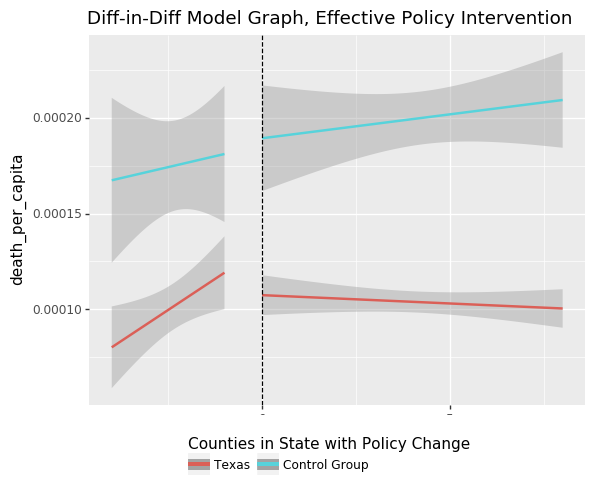 Diff-in-Diff Model Graph, Effective Policy Intervention
death_per_capita
0.00020
0.00015
0.00010
Counties in State with Policy Change
Texas
Control Group